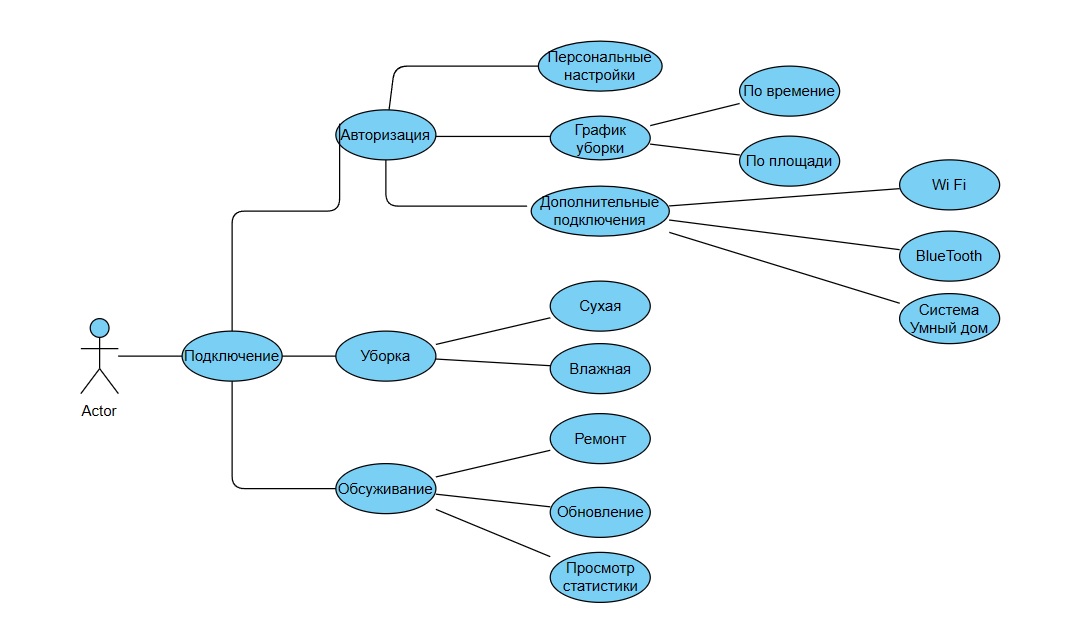 Персональные
настройки
По времение
Авторизация
График
уборки
По площади
Wi Fi
Дополнительные
подключения
BlueTooth
Сухая
Система
Умный дом
Подключение
Уборка
Влажная
Actor
Ремонт
Обсуживание
Обновление
Просмотр
статистики